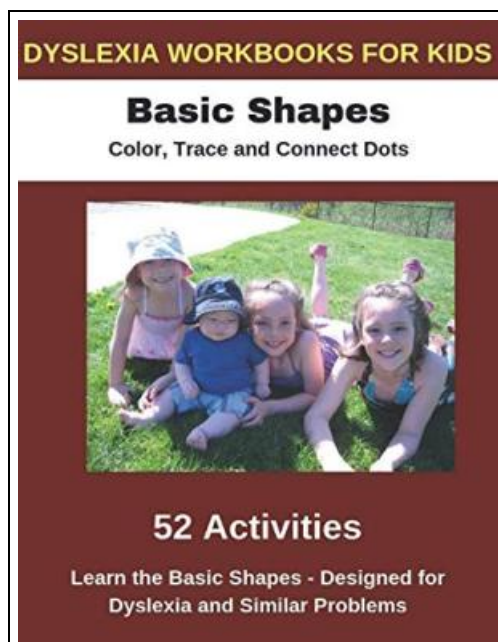 DYSLEXIA WORKBOOKS FOR KIDS
Basic Shapes
Color, Trace and Connect Dots
52 Activities
Learn the Basic Shapes - Designed for
Dyslexia and Similar Problems